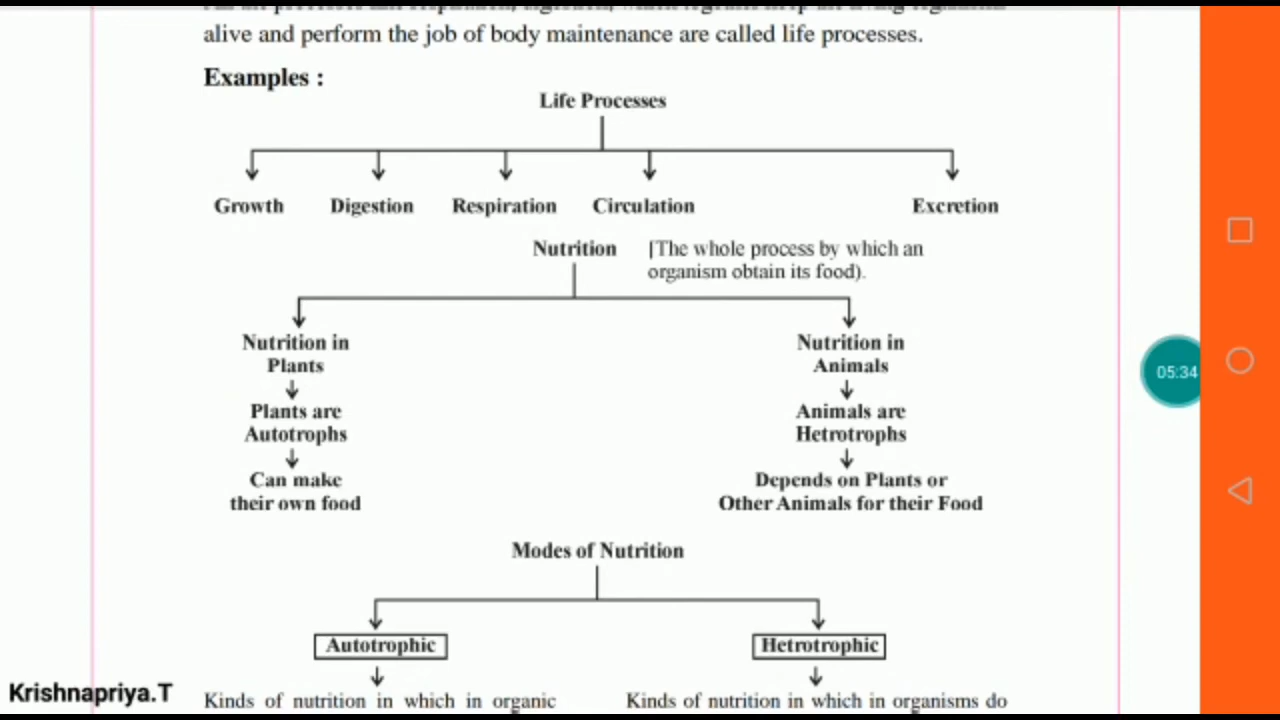 alive and perform the job of body maintenance are called life processes.
Examples :
Life Processes
Growth Digestion Respiration Circulation Excretion
Nutrition [The whole process by which an
organism obtain its food).
Nutrition in Plants
Nutrition in Animals
Plants are Autotrophs
Animals are Hetrotrophs
Can make their own food
Depends on Plants or Other Animals for their Food
Modes of Nutrition
Autotrophic Hetrotrophic
Kinds of nutrition in which in organic
Kinds of nutrition in which in organisms do
Krishnapriya.T
05:34